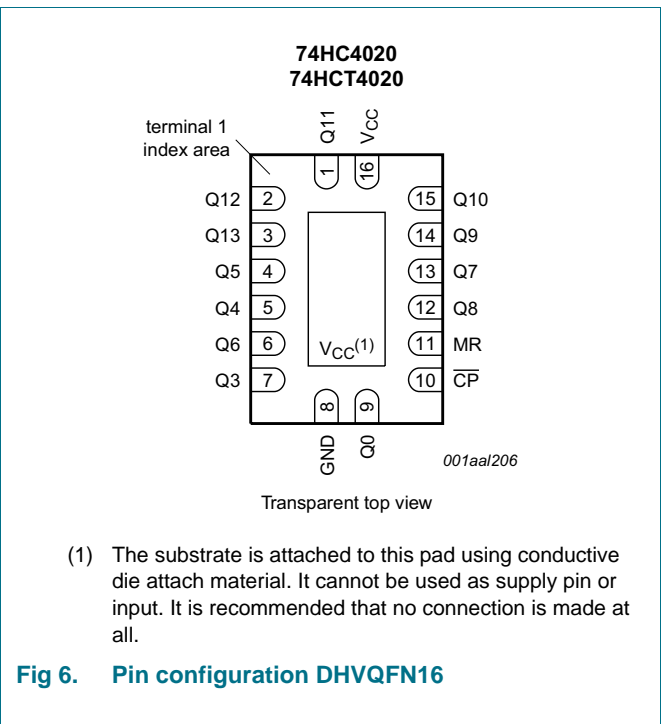 74HC4020
74HCT4020
terminal 1
index area
Q11
VCC
1
16
Q12 2
15 Q10
Q13 3
14 Q9
Q5 4
13 Q7
Q4 5
12 Q8
Q6 6
VCC(1)
11 MR
Q3 7
10 C̅P̅
8
9
GND
Q0
001aal206
Transparent top view
(1) The substrate is attached to this pad using conductive
die attach material. It cannot be used as supply pin or
input. It is recommended that no connection is made at
all.
Fig 6. Pin configuration DHVQFN16